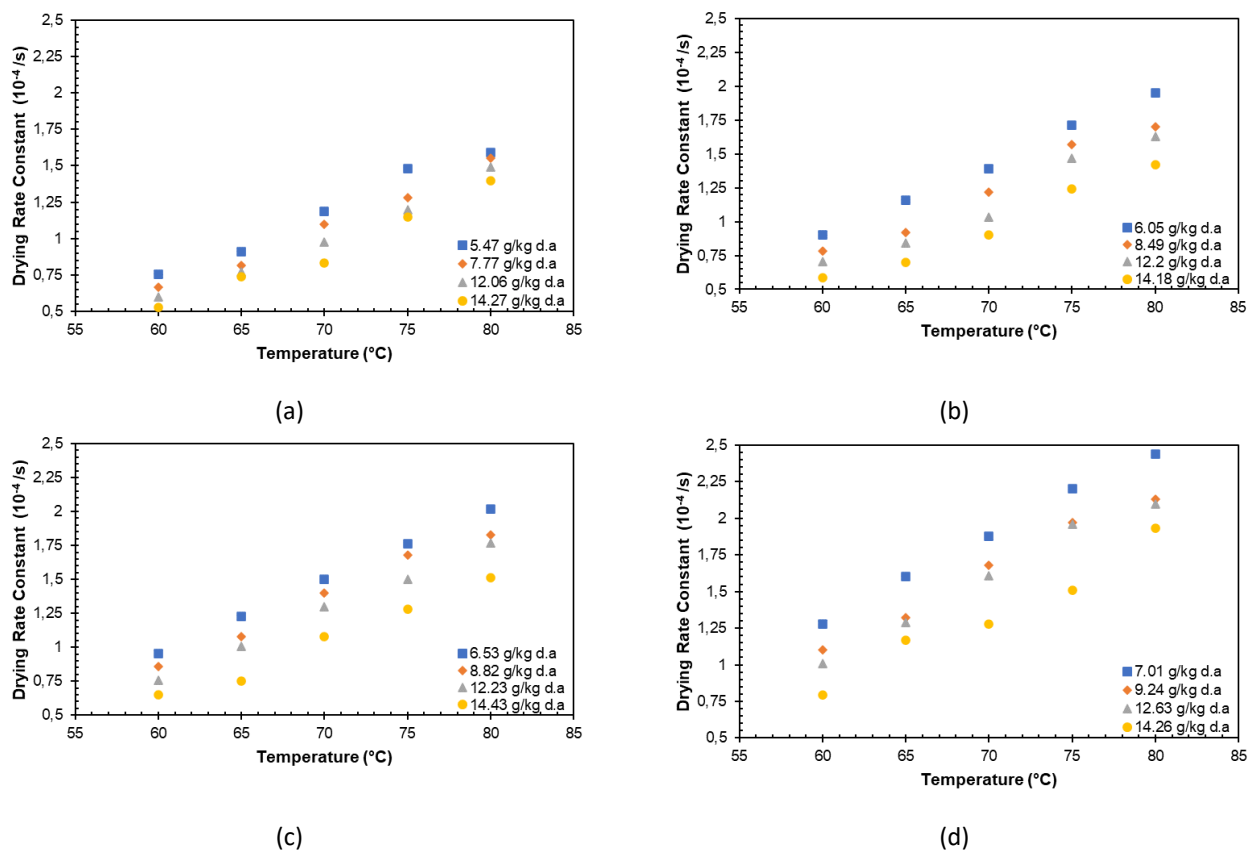 Drying Rate Constant (10⁻⁴ /s)
2,5
2,25
2
1,75
1,5
1,25
1
0,75
0,5
55 60 65 70 75 80 85
Temperature (°C)
5.47 g/kg d.a
7.77 g/kg d.a
12.06 g/kg d.a
14.27 g/kg d.a
(a)
Drying Rate Constant (10⁻⁴ /s)
2,5
2,25
2
1,75
1,5
1,25
1
0,75
0,5
55 60 65 70 75 80 85
Temperature (°C)
6.05 g/kg d.a
8.49 g/kg d.a
12.2 g/kg d.a
14.18 g/kg d.a
(b)
Drying Rate Constant (10⁻⁴ /s)
2,5
2,25
2
1,75
1,5
1,25
1
0,75
0,5
55 60 65 70 75 80 85
Temperature (°C)
6.53 g/kg d.a
8.82 g/kg d.a
12.23 g/kg d.a
14.43 g/kg d.a
(c)
Drying Rate Constant (10⁻⁴ /s)
2,5
2,25
2
1,75
1,5
1,25
1
0,75
0,5
55 60 65 70 75 80 85
Temperature (°C)
7.01 g/kg d.a
9.24 g/kg d.a
12.63 g/kg d.a
14.26 g/kg d.a
(d)